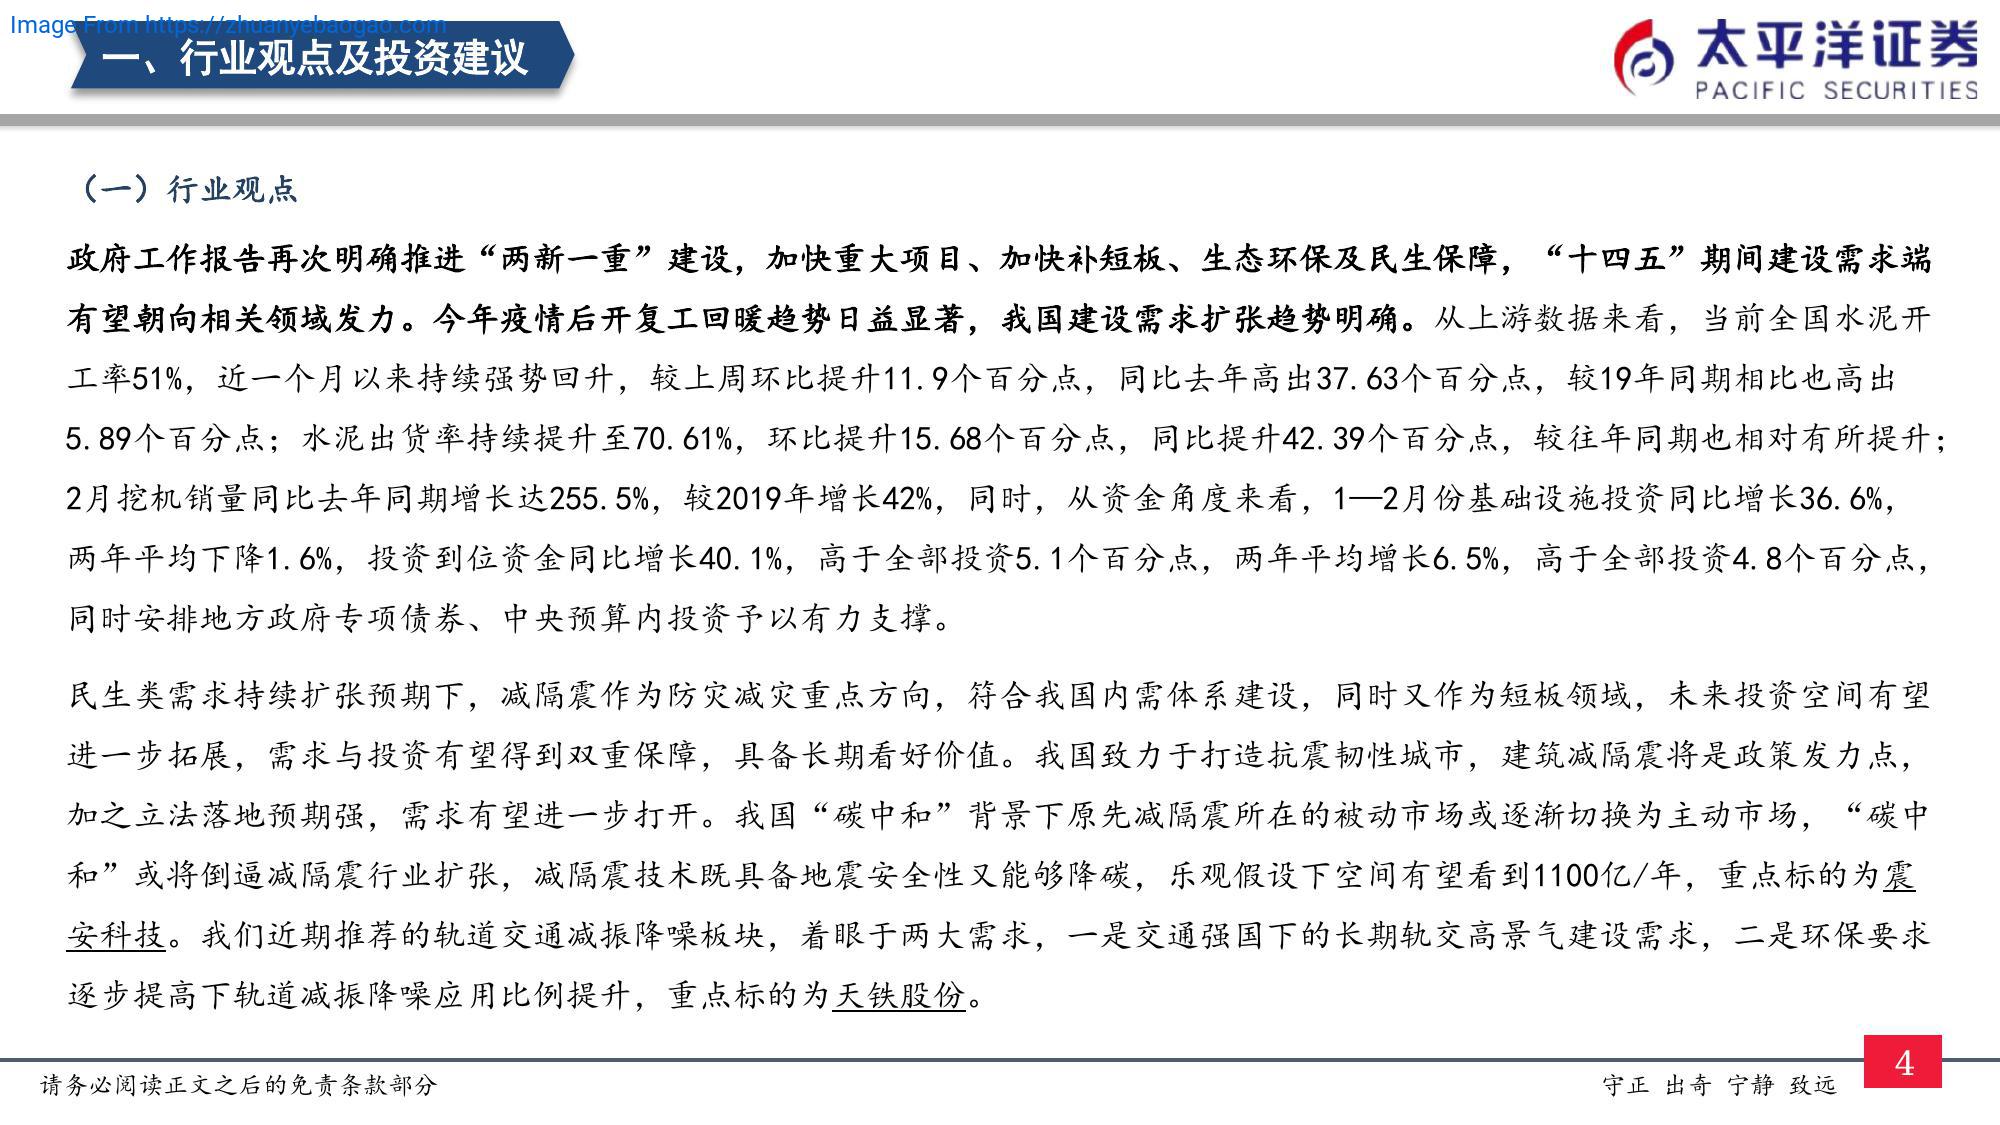 Image From https://zhuanyebaogao.com
一、行业观点及投资建议
太平洋证券
PACIFIC SECURITIES
（一）行业观点
政府工作报告再次明确推进“两新一重”建设，加快重大项目、加快补短板、生态环保及民生保障，“十四五”期间建设需求端
有望朝向相关领域发力。今年疫情后开复工回暖趋势日益显著，我国建设需求扩张趋势明确。从上游数据来看，当前全国水泥开
工率51%，近一个月以来持续强势回升，较上周环比提升11.9个百分点，同比去年高出37.63个百分点，较19年同期相比也高出
5.89个百分点；水泥出货率持续提升至70.61%，环比提升15.68个百分点，同比提升42.39个百分点，较往年同期也相对有所提升；
2月挖机销量同比去年同期增长达255.5%，较2019年增长42%，同时，从资金角度来看，1—2月份基础设施投资同比增长36.6%，
两年平均下降1.6%，投资到位资金同比增长40.1%，高于全部投资5.1个百分点，两年平均增长6.5%，高于全部投资4.8个百分点，
同时安排地方政府专项债券、中央预算内投资予以有力支撑。
民生类需求持续扩张预期下，减隔震作为防灾减灾重点方向，符合我国内需体系建设，同时又作为短板领域，未来投资空间有望
进一步拓展，需求与投资有望得到双重保障，具备长期看好价值。我国致力于打造抗震韧性城市，建筑减隔震将是政策发力点，
加之立法落地预期强，需求有望进一步打开。我国“碳中和”背景下原先减隔震所在的被动市场或逐渐切换为主动市场，“碳中
和”或将倒逼减隔震行业扩张，减隔震技术既具备地震安全性又能够降碳，乐观假设下空间有望看到1100亿/年，重点标的为震
安科技。我们近期推荐的轨道交通减振降噪板块，着眼于两大需求，一是交通强国下的长期轨交高景气建设需求，二是环保要求
逐步提高下轨道减振降噪应用比例提升，重点标的为天铁股份。
请务必阅读正文之后的免责条款部分
守正 出奇 宁静 致远
4